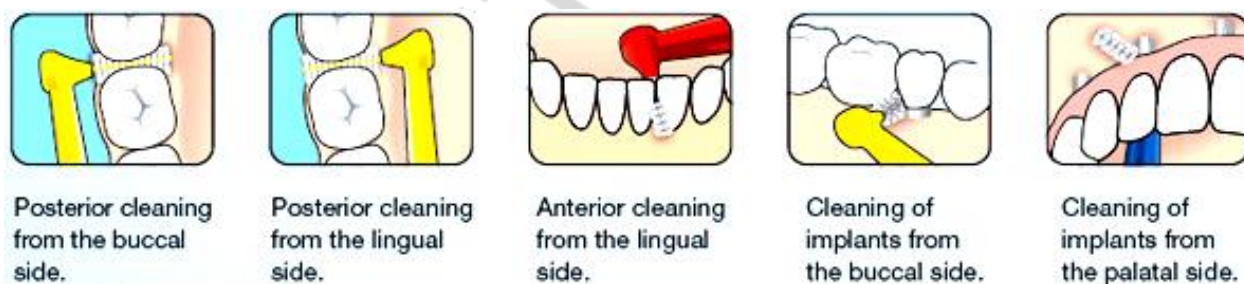 Posterior cleaning
from the buccal
side.
Posterior cleaning
from the lingual
side.
Anterior cleaning
from the lingual
side.
Cleaning of
implants from
the buccal side.
Cleaning of
implants from
the palatal side.